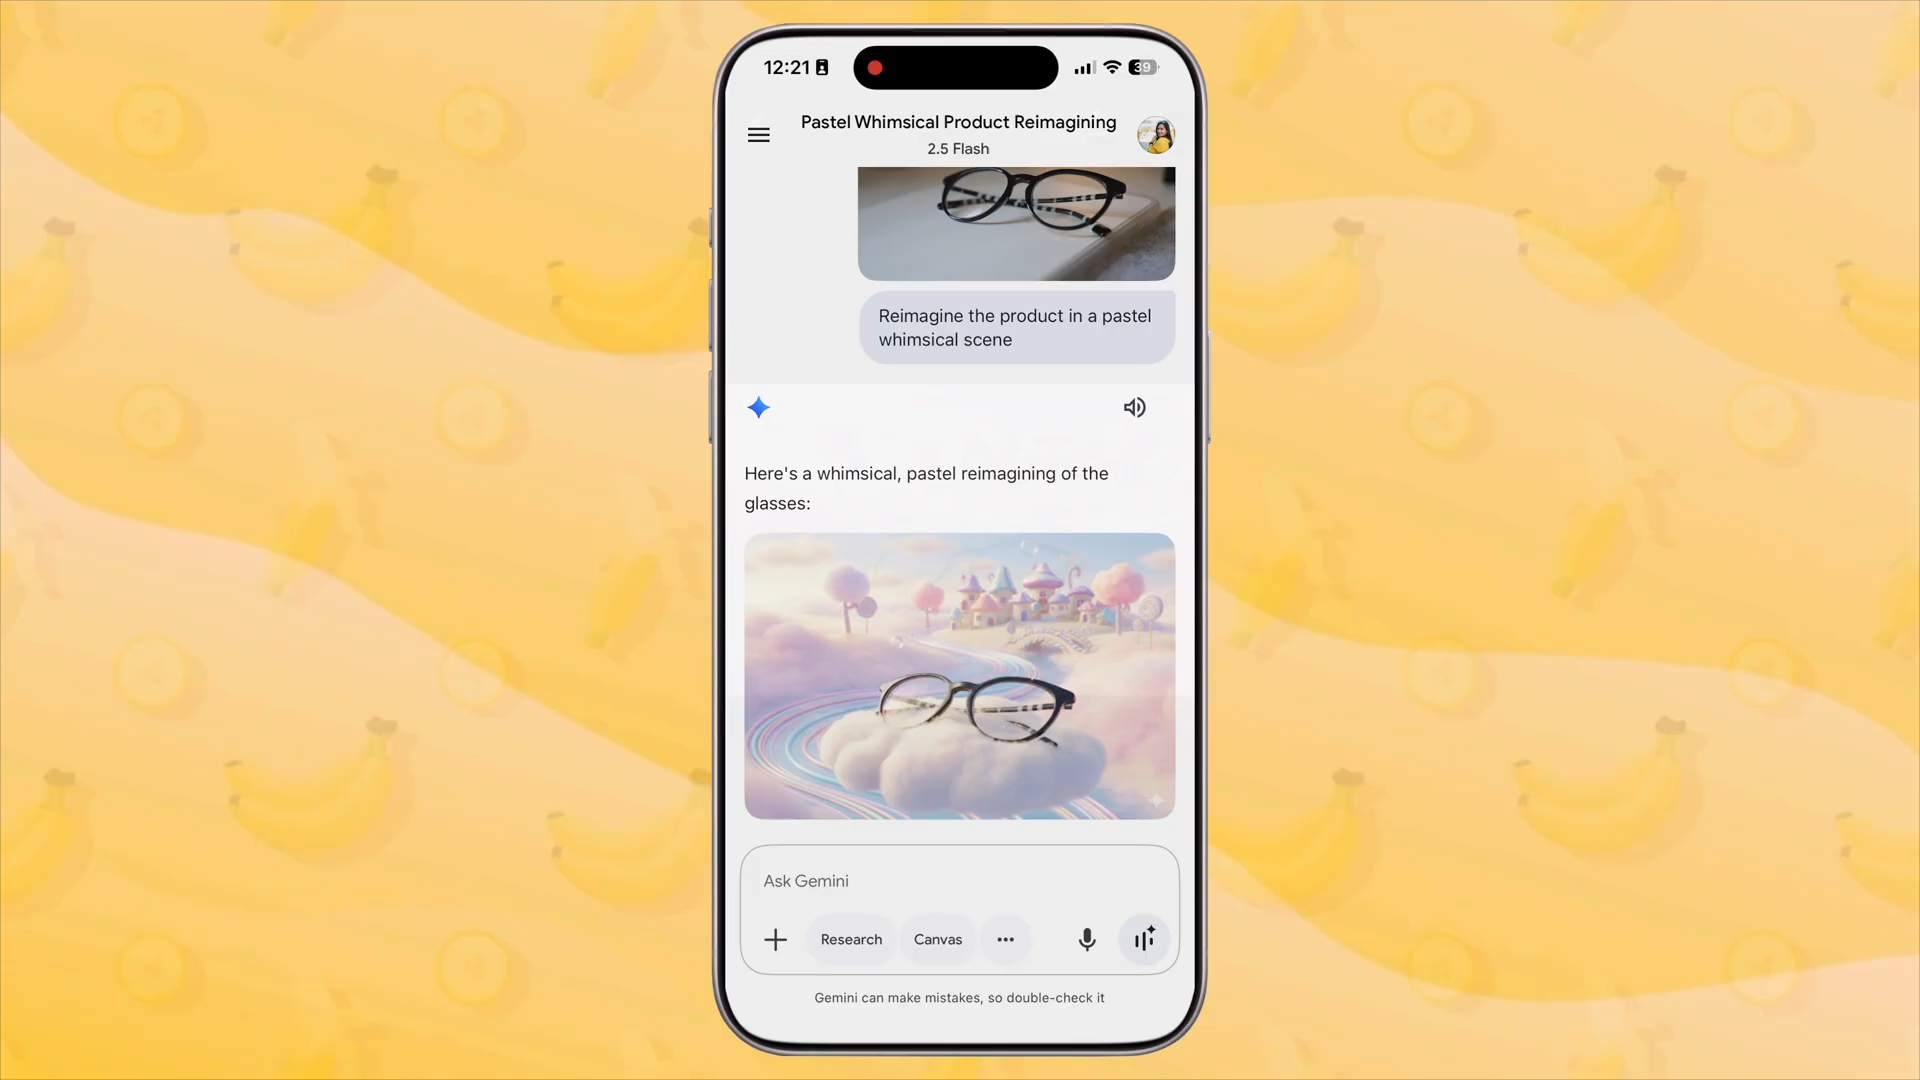 12:21
39
Pastel Whimsical Product Reimagining
2.5 Flash
Reimagine the product in a pastel
whimsical scene
Here's a whimsical, pastel reimagining of the
glasses:
Ask Gemini
Research
Canvas
Gemini can make mistakes, so double-check it